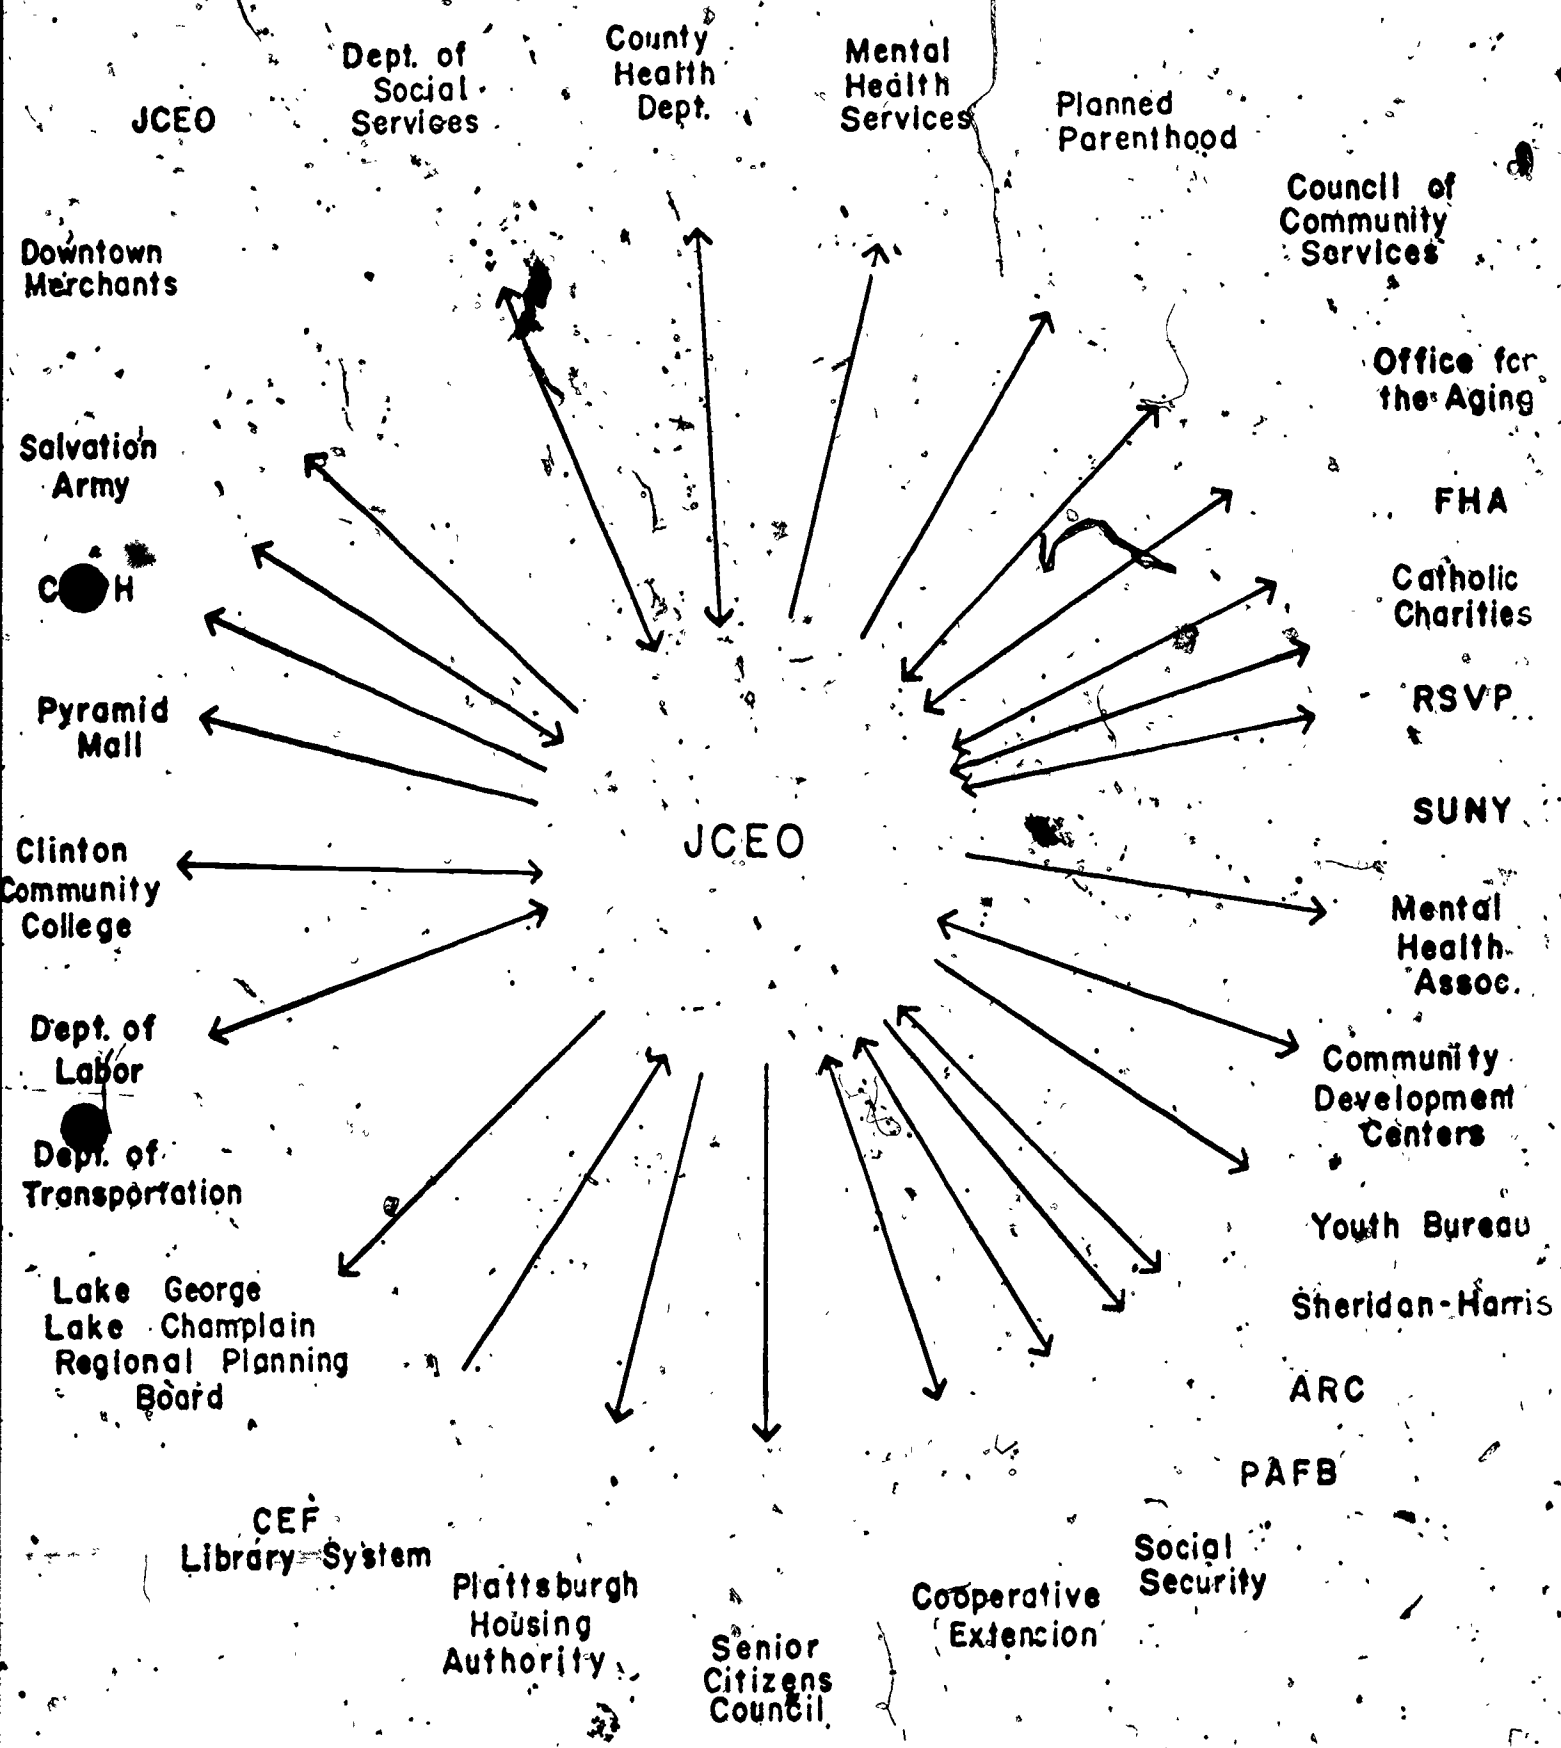 JCEO
Dept. of
Social
Services
County
Health
Dept.
Mental
Health
Services
Planned
Parenthood
Council of
Community
Services
Downtown
Merchants
Office for
the Aging
Salvation
Army
FHA
Catholic
Charities
Pyramid
Mall
RSVP
JCEO
SUNY
Clinton
Community
College
Mental
Health
Assoc.
Dept. of
Labor
Community
Development
Centers
Dept. of
Transportation
Youth Bureau
Lake George
Lake Champlain
Regional Planning
Board
Sheridan-Harris
ARC
PAFB
CEF
Library System
Social
Security
Plattsburgh
Housing
Authority
Cooperative
Extension
Senior
Citizens
Council